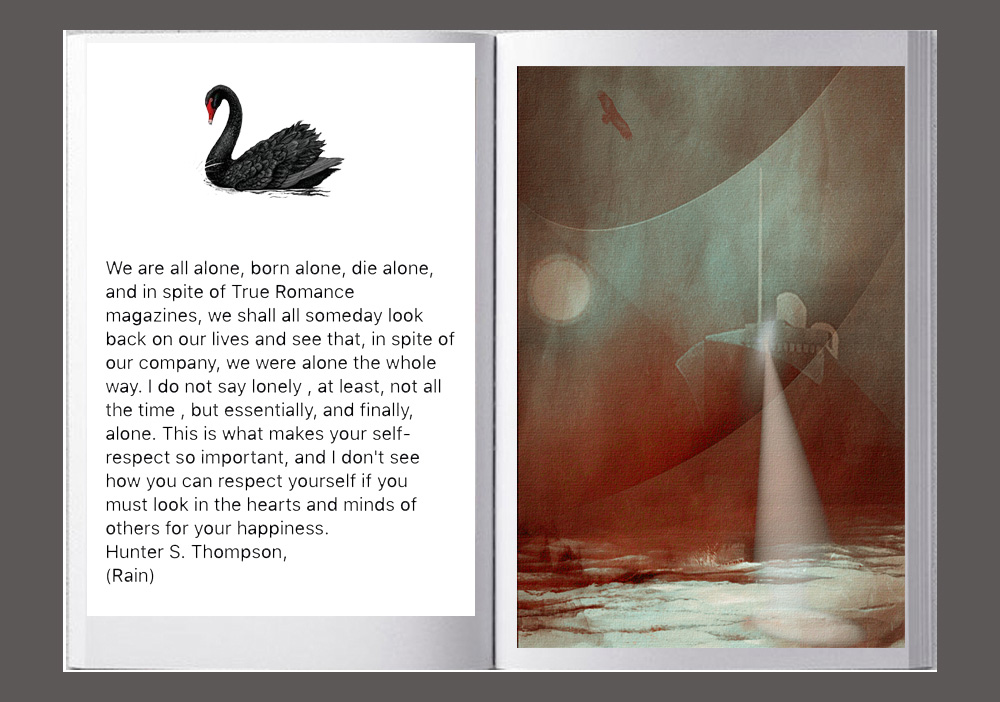 We are all alone, born alone, die alone,
and in spite of True Romance
magazines, we shall all someday look
back on our lives and see that, in spite of
our company, we were alone the whole
way. I do not say lonely , at least, not all
the time , but essentially, and finally,
alone. This is what makes your self-
respect so important, and I don't see
how you can respect yourself if you
must look in the hearts and minds of
others for your happiness.
Hunter S. Thompson,
(Rain)